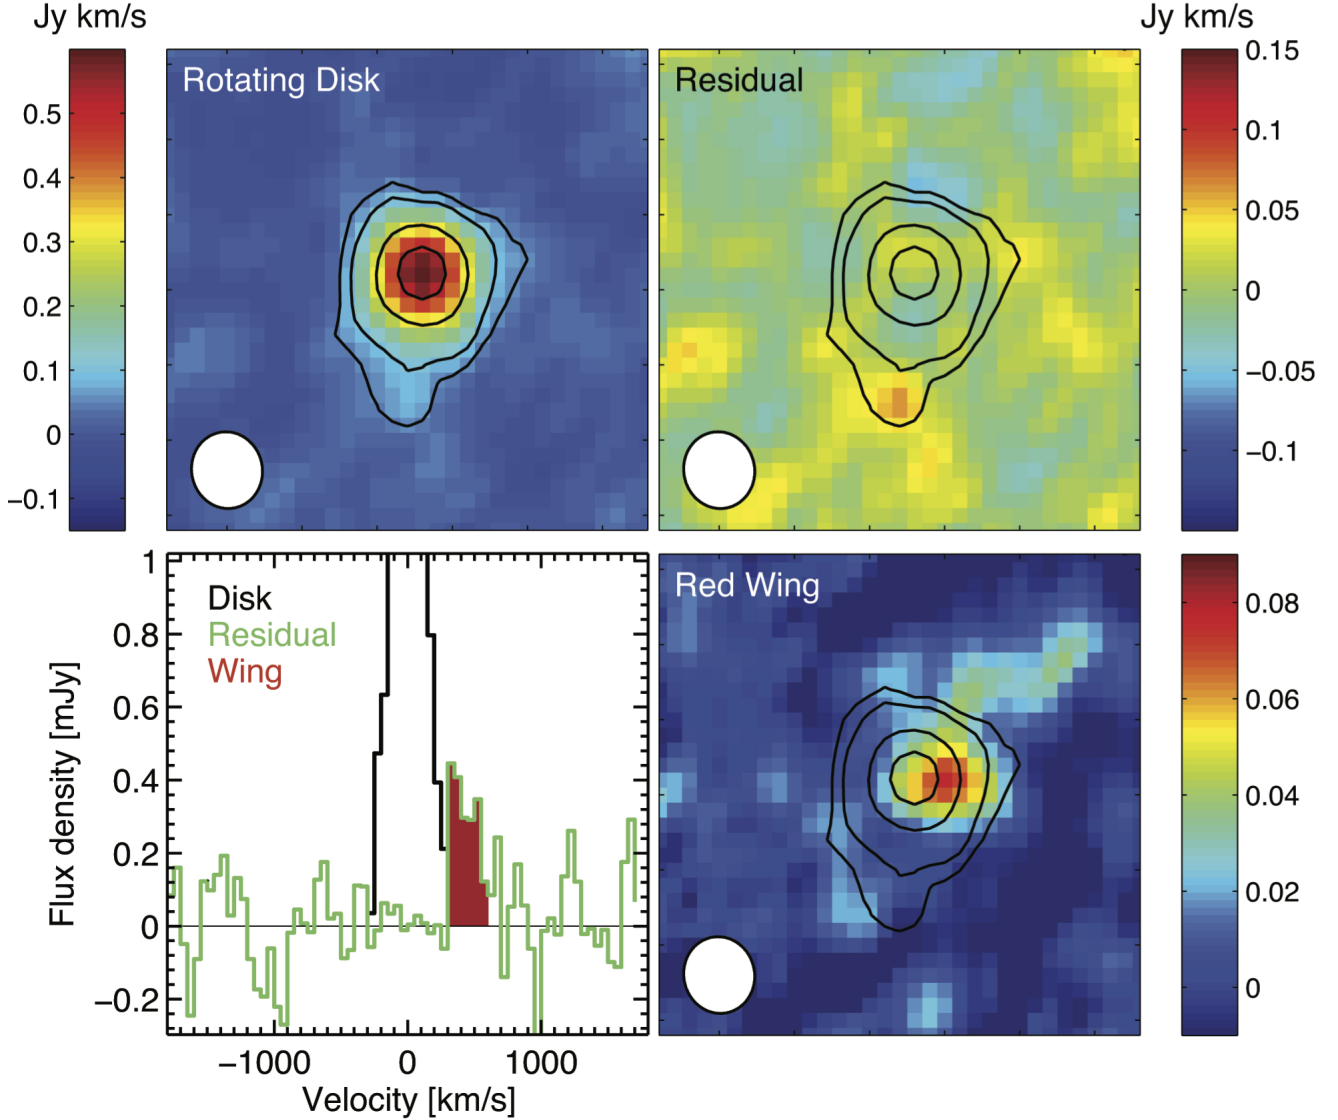 Jy km/s
Jy km/s
Rotating Disk
Residual
0.5
0.4
0.3
0.2
0.1
0
−0.1
0.15
0.1
0.05
0
−0.05
−0.1
Disk
Residual
Wing
Red Wing
1
0.8
0.6
0.4
0.2
0
−0.2
Flux density [mJy]
−1000 0 1000
Velocity [km/s]
0.08
0.06
0.04
0.02
0